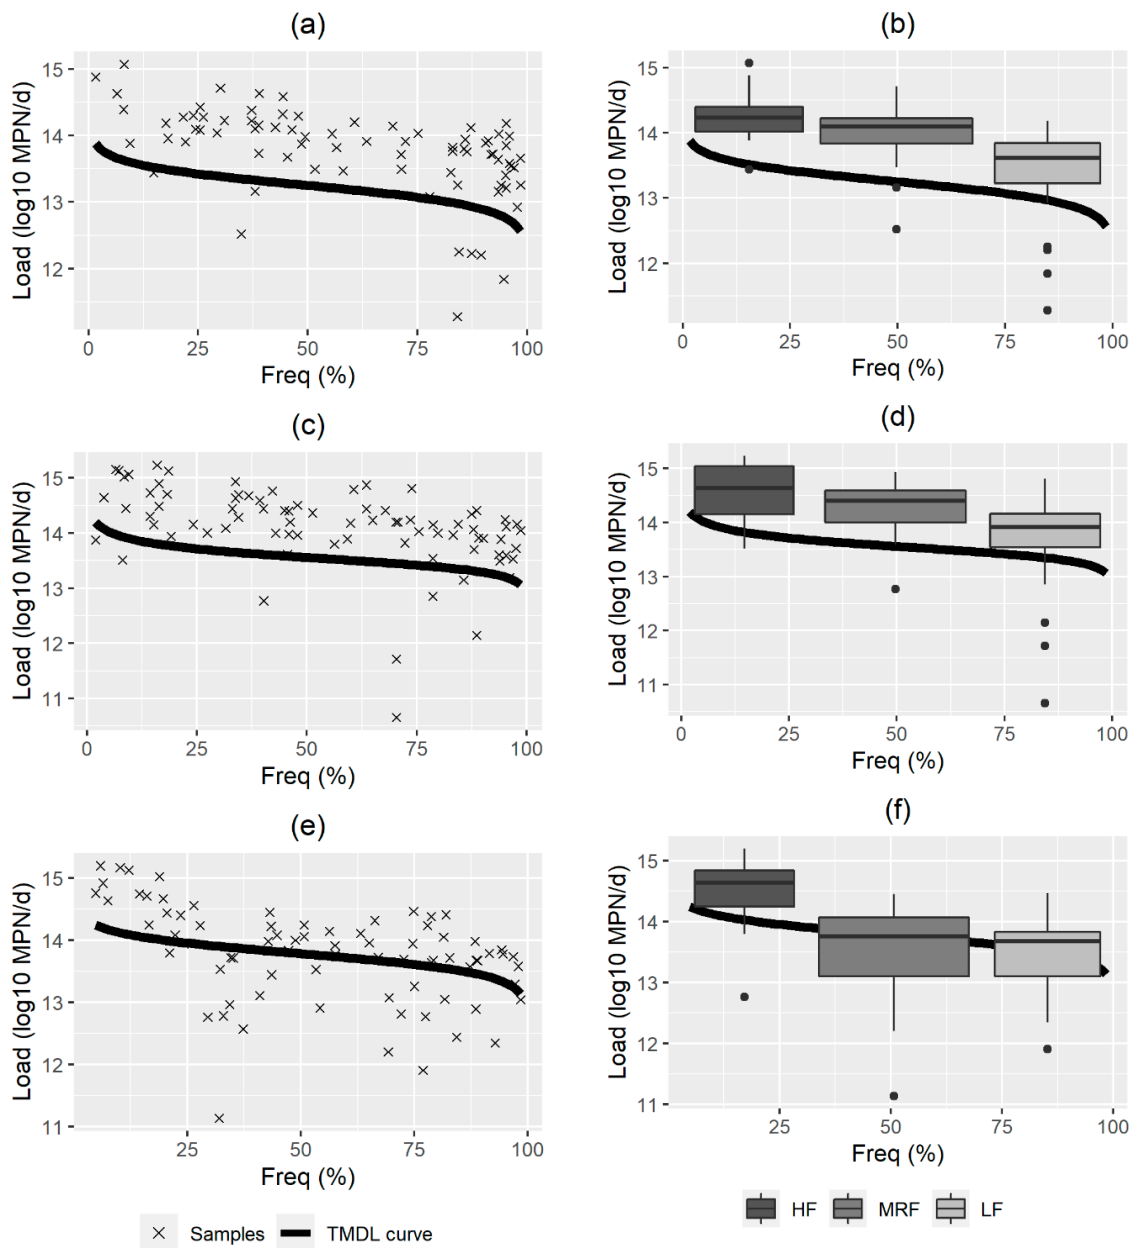 (a)
15
14
13
12
Load (log10 MPN/d)
0 25 50 75 100
Freq (%)
(b)
15
14
13
12
Load (log10 MPN/d)
0 25 50 75 100
Freq (%)
(c)
15
14
13
12
11
Load (log10 MPN/d)
0 25 50 75 100
Freq (%)
(d)
15
14
13
12
11
Load (log10 MPN/d)
0 25 50 75 100
Freq (%)
(e)
15
14
13
12
11
Load (log10 MPN/d)
25 50 75 100
Freq (%)
Samples TMDL curve
(f)
15
14
13
12
11
Load (log10 MPN/d)
25 50 75 100
Freq (%)
HF MRF LF